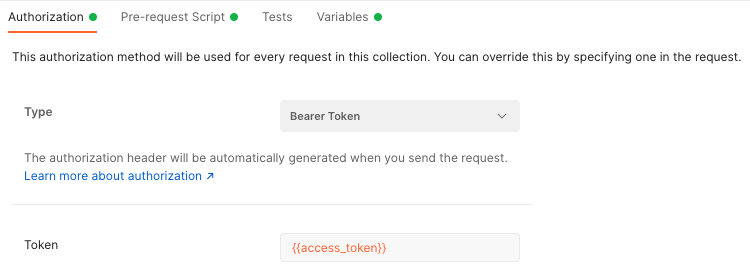 Authorization Pre-request Script Tests Variables
This authorization method will be used for every request in this collection. You can override this by specifying one in the request.
Type Bearer Token
The authorization header will be automatically generated when you send the request.
Learn more about authorization ↗
Token {{access_token}}